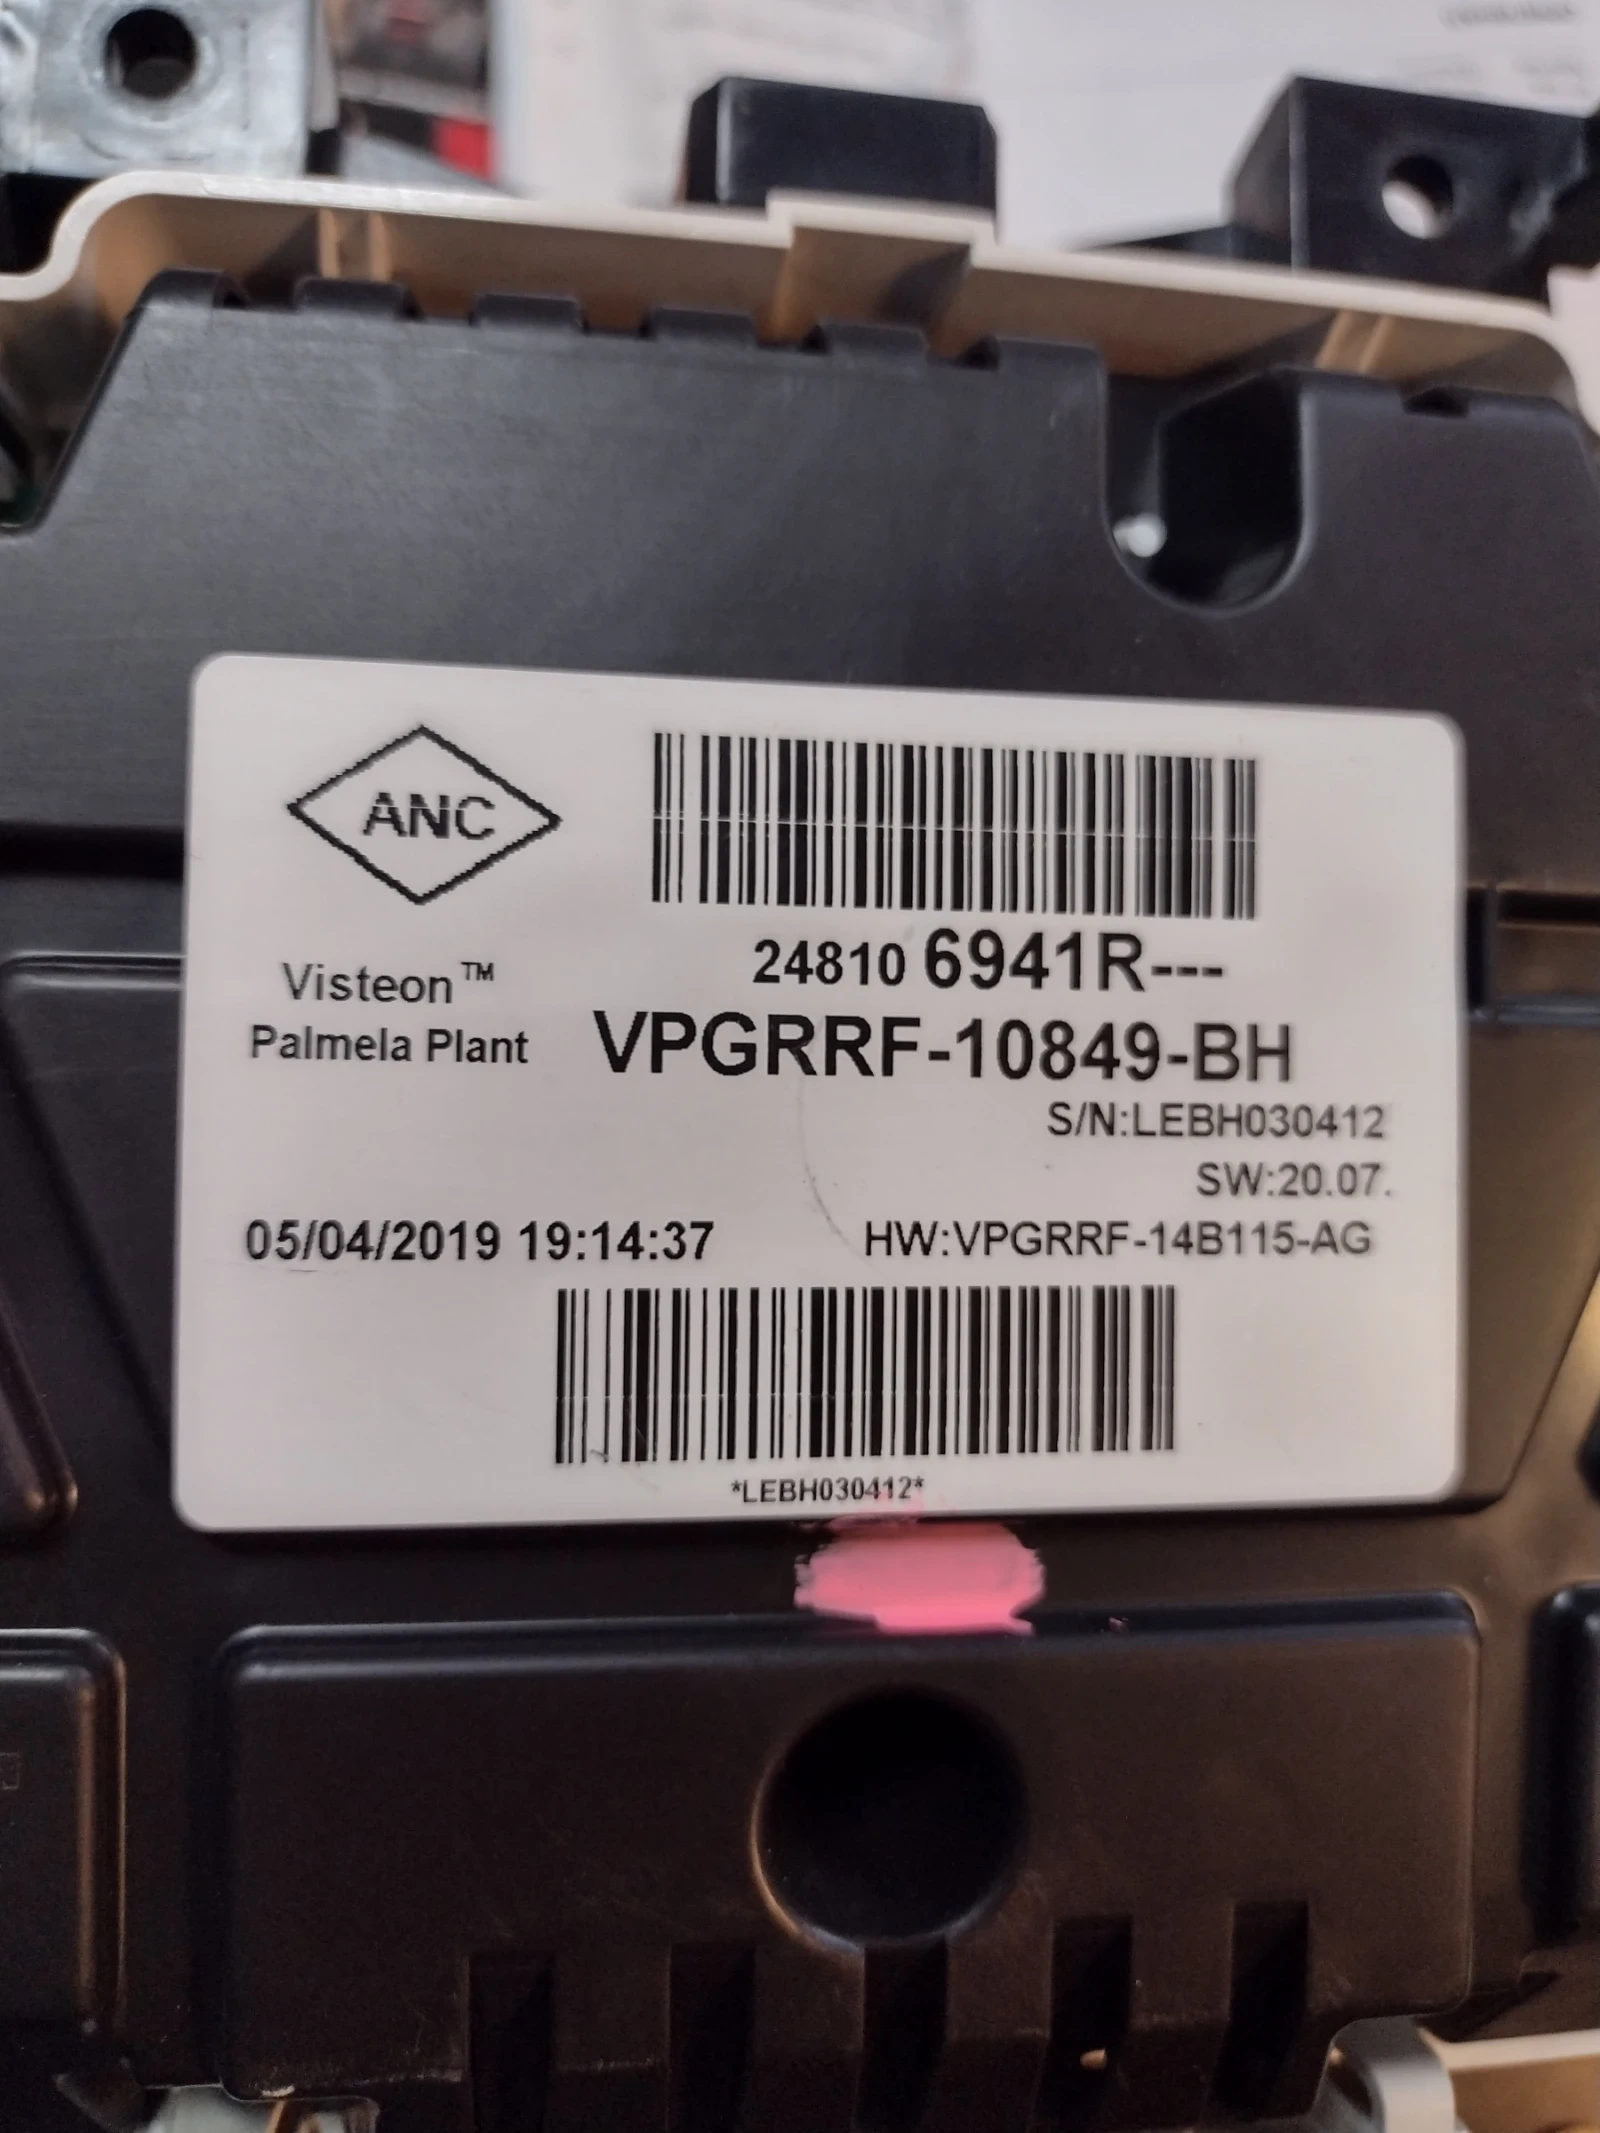 ANC
24810 6941R---
Visteon™
Palmela Plant
VPGRRF-10849-BH
S/N:LEBH030412
SW:20.07.
05/04/2019 19:14:37
HW:VPGRRF-14B115-AG
*LEBH030412*